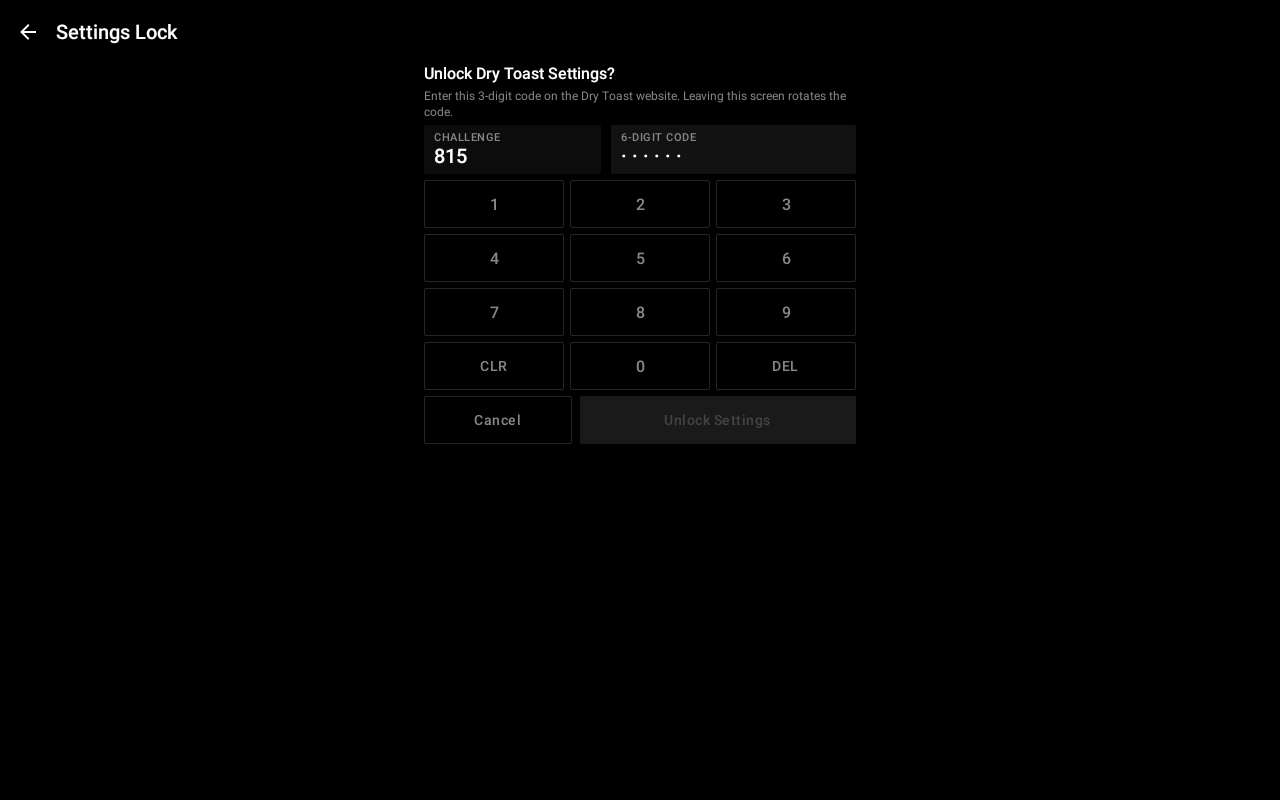 Settings Lock
Unlock Dry Toast Settings?
Enter this 3-digit code on the Dry Toast website. Leaving this screen rotates the
code.
CHALLENGE
815
6-DIGIT CODE
• • • • • •
1
2
3
4
5
6
7
8
9
CLR
0
DEL
Cancel
Unlock Settings